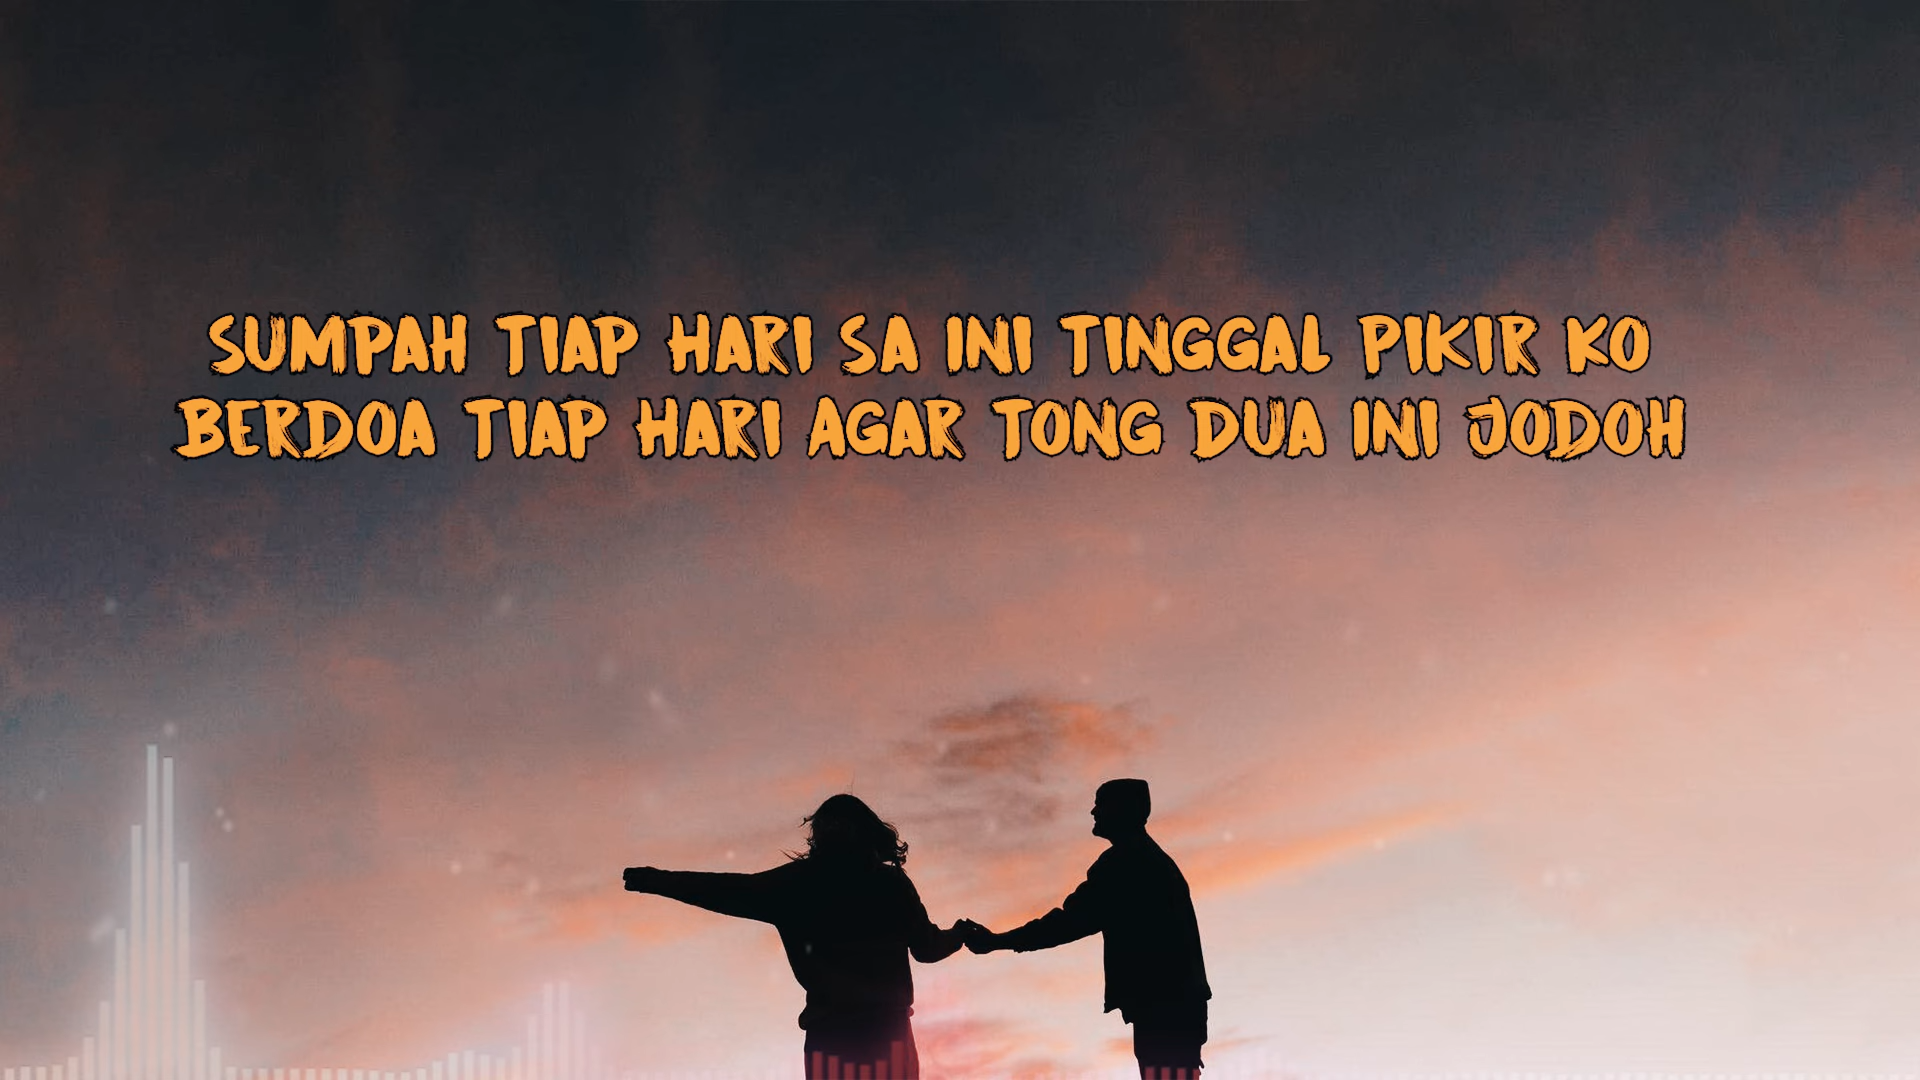 SUMPAH TIAP HARI SA INI TINGGAL PIKIR KO
BERDOA TIAP HARI AGAR TONG DUA INI JODOH